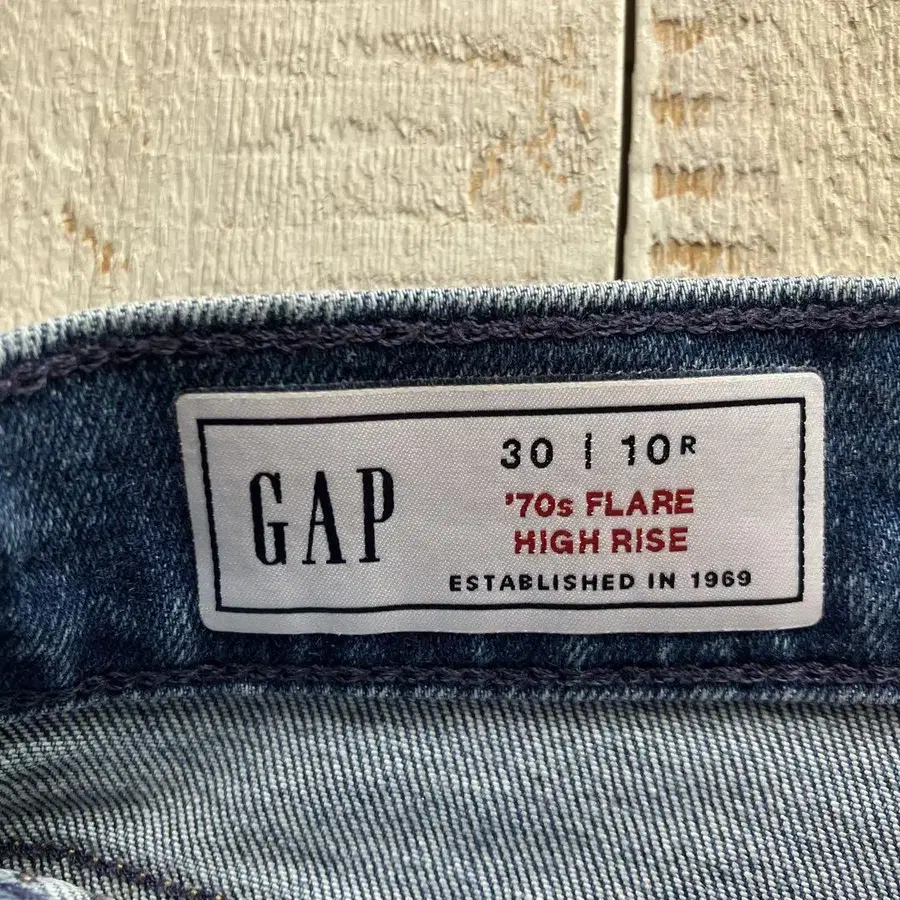 GAP
30 | 10R
'70s FLARE
HIGH RISE
ESTABLISHED IN 1969